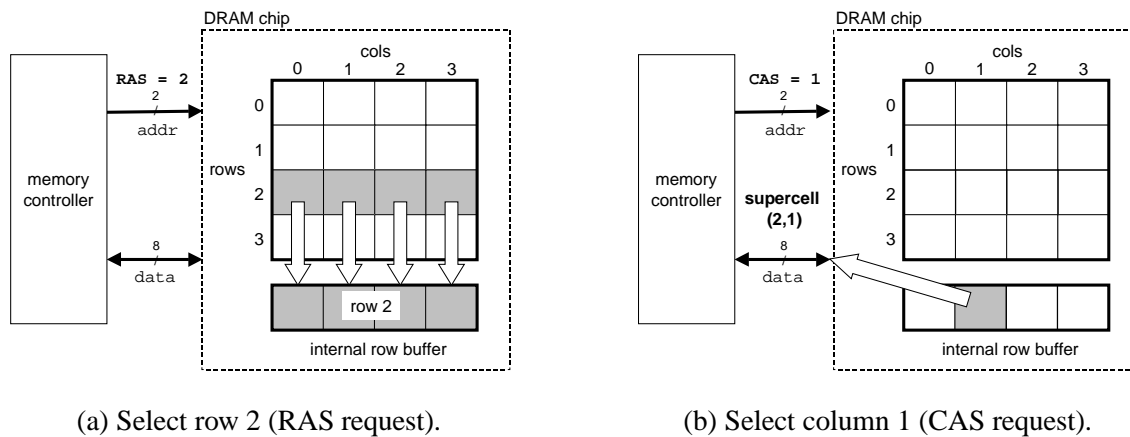 DRAM chip
cols
0 1 2 3
RAS = 2
2
addr
0
1
rows
2
3
memory
controller
8
data
row 2
internal row buffer
(a) Select row 2 (RAS request).
DRAM chip
cols
0 1 2 3
CAS = 1
2
addr
0
1
rows
2
3
memory
controller
supercell
(2,1)
8
data
internal row buffer
(b) Select column 1 (CAS request).